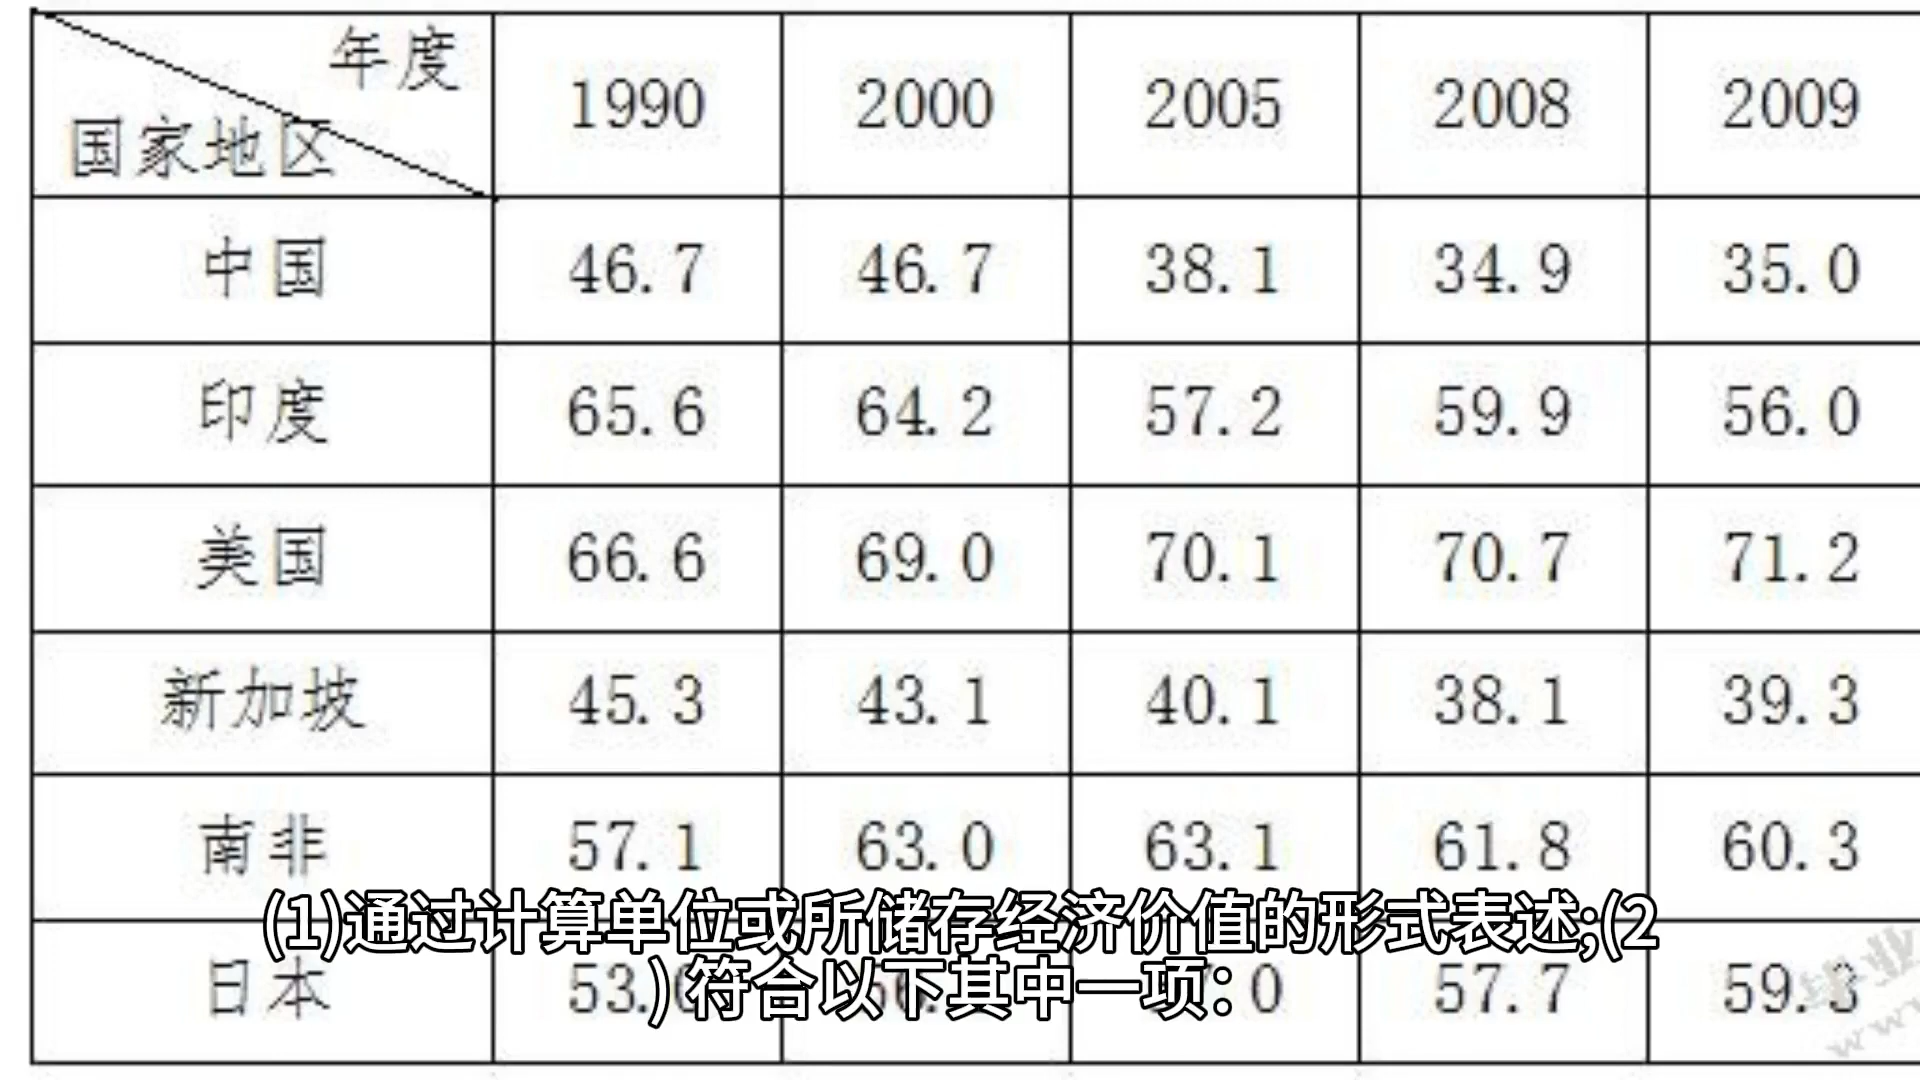 年度
国家地区 1990 2000 2005 2008 2009
中国 46.7 46.7 38.1 34.9 35.0
印度 65.6 64.2 57.2 59.9 56.0
美国 66.6 69.0 70.1 70.7 71.2
新加坡 45.3 43.1 40.1 38.1 39.3
南非 57.1 63.0 63.1 61.8 60.3
(1)通过计算单位或所储存经济价值的形式表述;(2
)符合以下其中一项:
日本 57.7 59.3